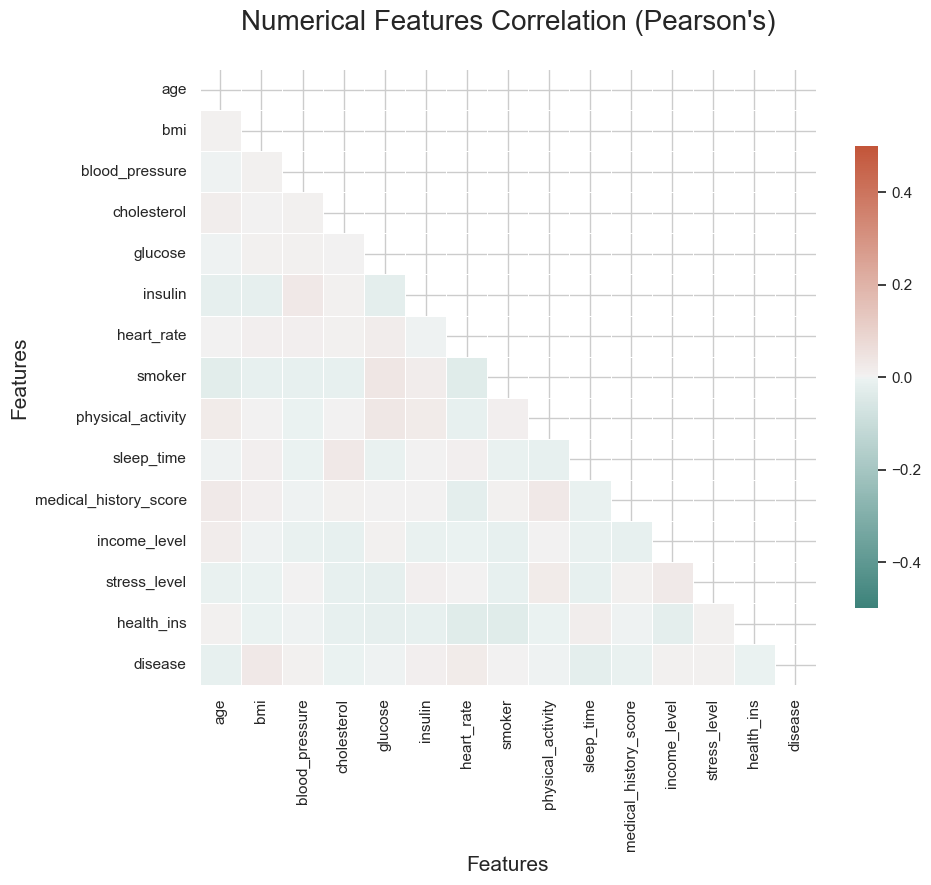 Numerical Features Correlation (Pearson's)
Features
age
bmi
blood_pressure
cholesterol
glucose
insulin
heart_rate
smoker
physical_activity
sleep_time
medical_history_score
income_level
stress_level
health_ins
disease
0.4
0.2
0.0
−0.2
−0.4
age
bmi
blood_pressure
cholesterol
glucose
insulin
heart_rate
smoker
physical_activity
sleep_time
medical_history_score
income_level
stress_level
health_ins
disease
Features